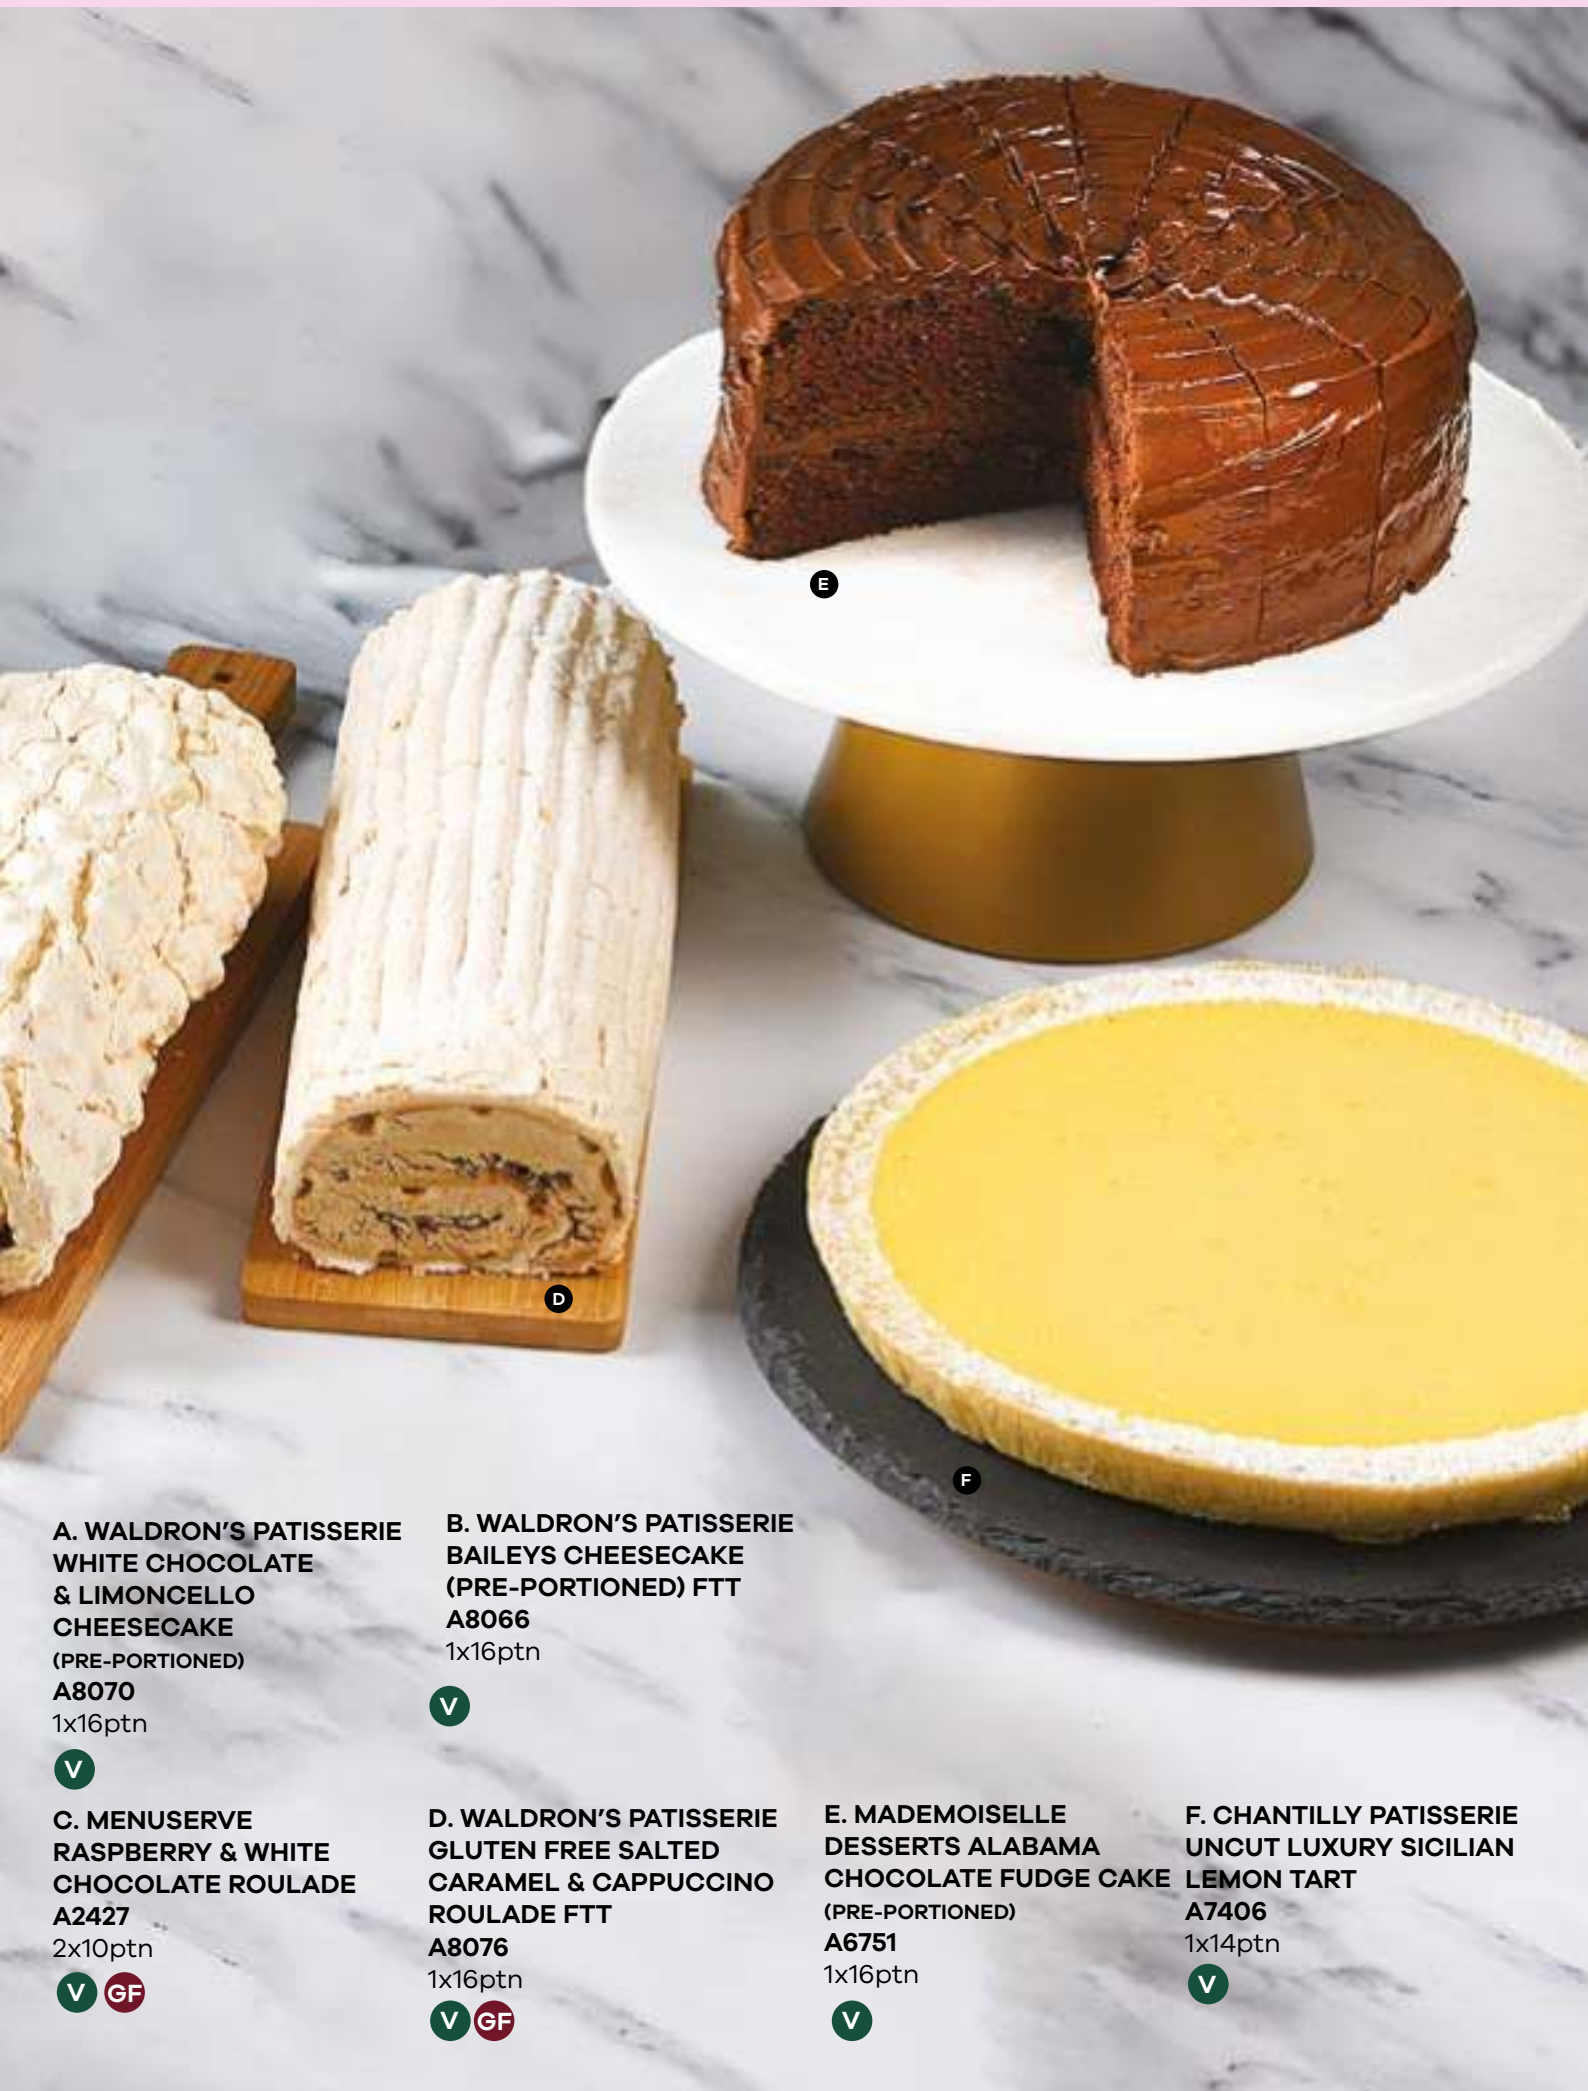 E
D
F
A. WALDRON'S PATISSERIE
WHITE CHOCOLATE
& LIMONCELLO
CHEESECAKE
(PRE-PORTIONED)
A8070
1x16ptn
V
B. WALDRON'S PATISSERIE
BAILEYS CHEESECAKE
(PRE-PORTIONED) FTT
A8066
1x16ptn
V
C. MENUSERVE
RASPBERRY & WHITE
CHOCOLATE ROULADE
A2427
2x10ptn
V GF
D. WALDRON'S PATISSERIE
GLUTEN FREE SALTED
CARAMEL & CAPPUCCINO
ROULADE FTT
A8076
1x16ptn
V GF
E. MADEMOISELLE
DESSERTS ALABAMA
CHOCOLATE FUDGE CAKE
(PRE-PORTIONED)
A6751
1x16ptn
V
F. CHANTILLY PATISSERIE
UNCUT LUXURY SICILIAN
LEMON TART
A7406
1x14ptn
V